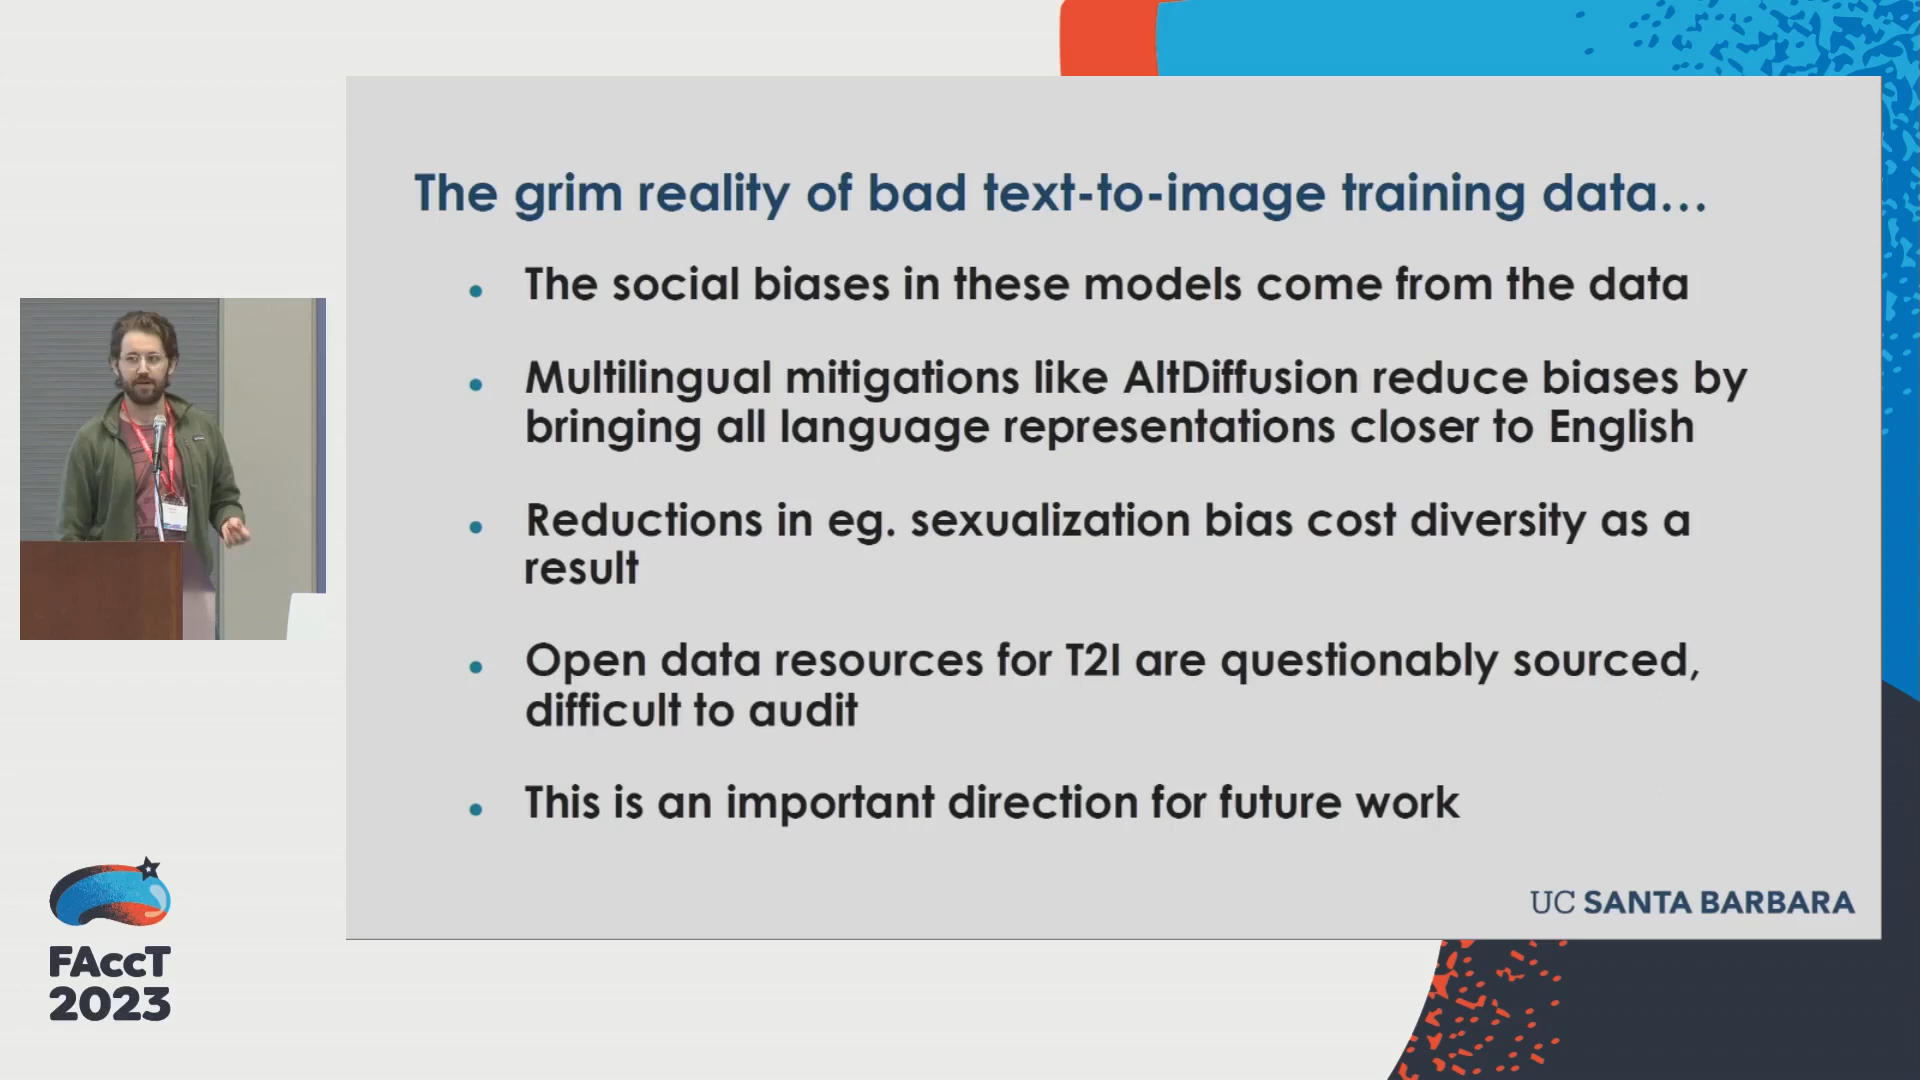 The grim reality of bad text-to-image training data...
The social biases in these models come from the data
Multilingual mitigations like AltDiffusion reduce biases by
bringing all language representations closer to English
Reductions in eg. sexualization bias cost diversity as a
result
Open data resources for T2I are questionably sourced,
difficult to audit
This is an important direction for future work
UC SANTA BARBARA
FAccT
2023